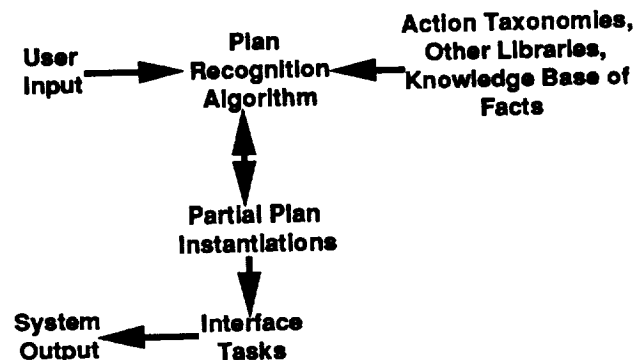 User
Input
Plan
Recognition
Algorithm
Action Taxonomies,
Other Libraries,
Knowledge Base of
Facts
Partial Plan
Instantiations
System
Output
Interface
Tasks